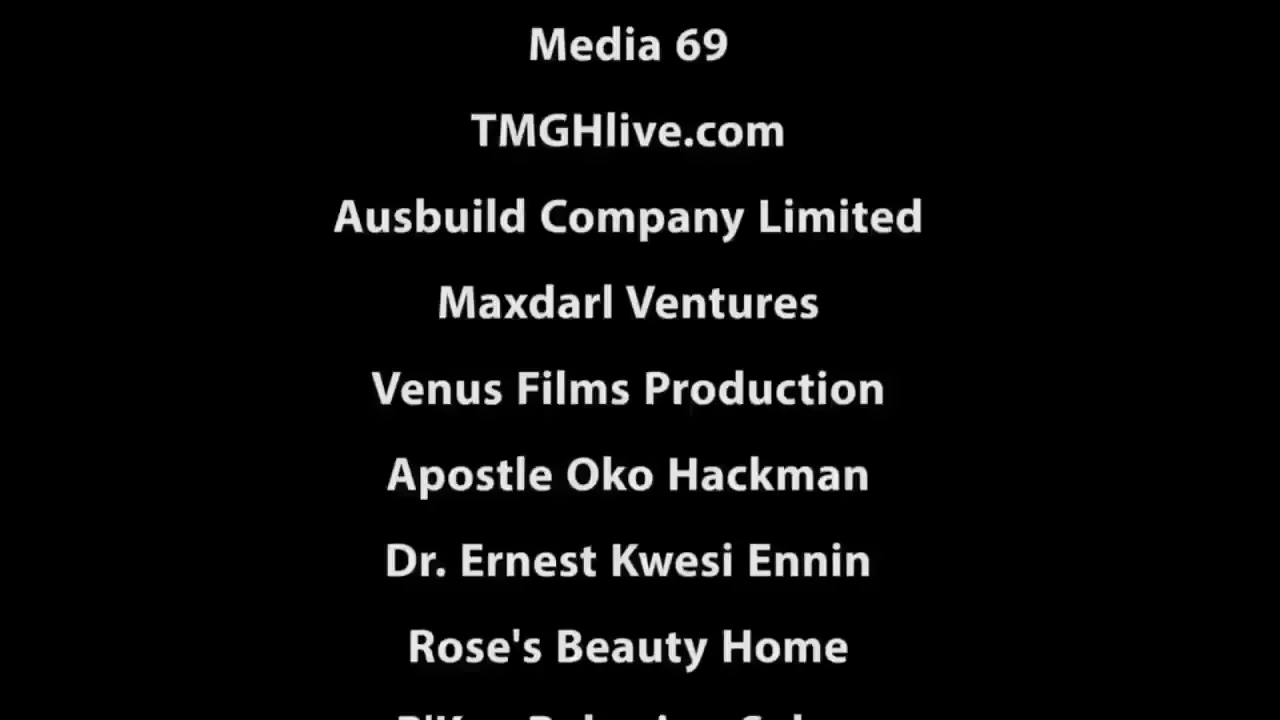 Media 69
TMGHlive.com
Ausbuild Company Limited
Maxdarl Ventures
Venus Films Production
Apostle Oko Hackman
Dr. Ernest Kwesi Ennin
Rose's Beauty Home